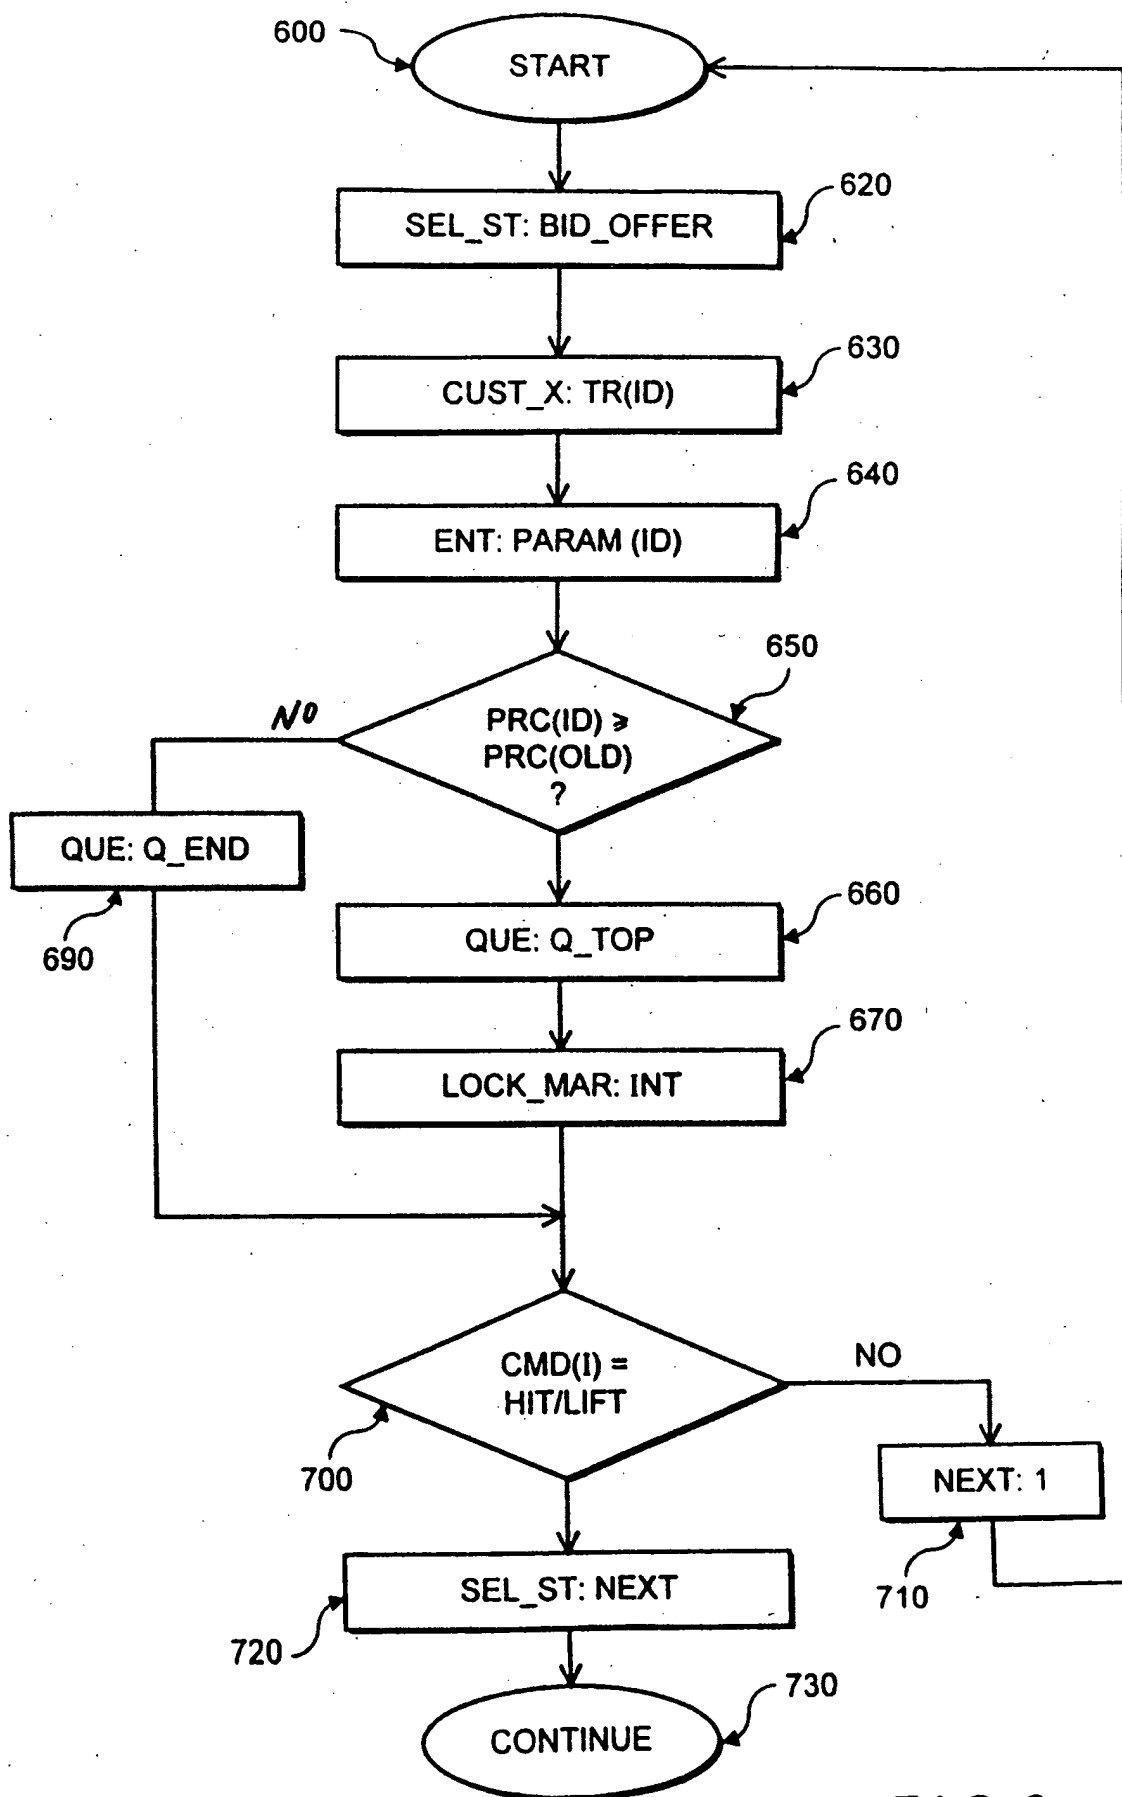 600
START
620
SEL_ST: BID_OFFER
630
CUST_X: TR(ID)
640
ENT: PARAM (ID)
650
NO
PRC(ID) ⩾
PRC(OLD)
?
QUE: Q_END
690
660
QUE: Q_TOP
670
LOCK_MAR: INT
CMD(I) =
HIT/LIFT
NO
700
NEXT: 1
710
SEL_ST: NEXT
720
730
CONTINUE